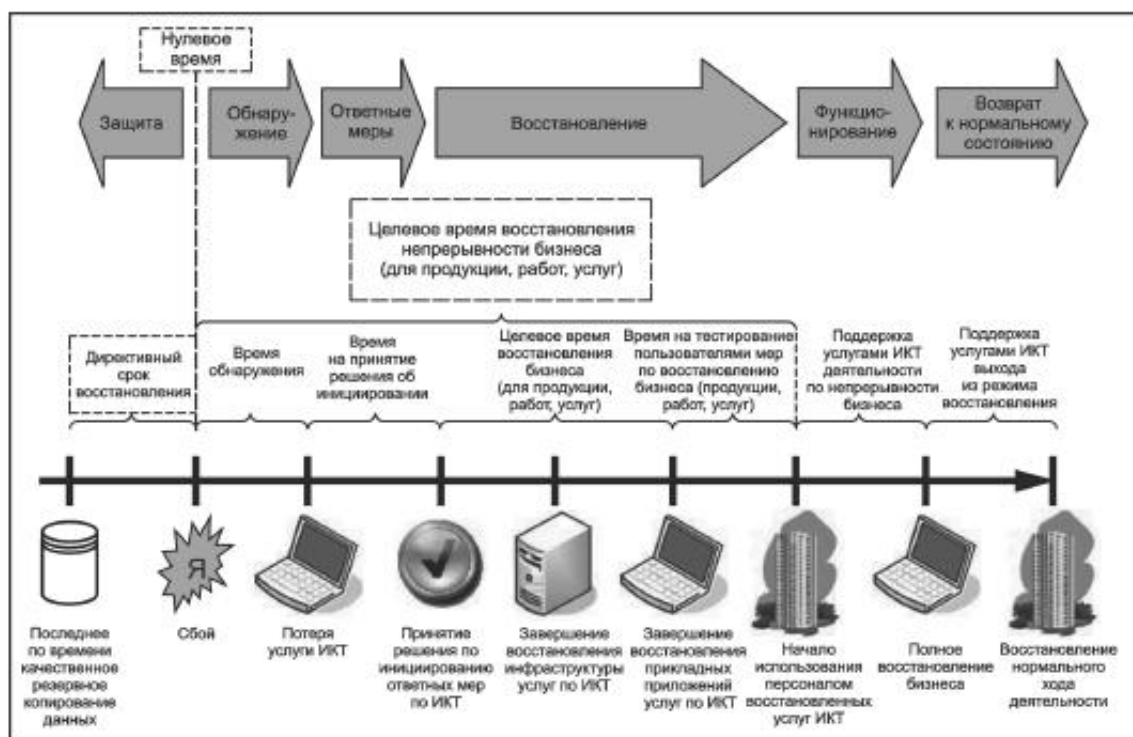 Нулевое
время
Защита
Обнару-
жение
Ответные
меры
Восстановление
Функцио-
нирование
Возврат
к нормальному
состоянию
Целевое время восстановления
непрерывности бизнеса
(для продукции, работ, услуг)
Директивный
срок
восстановления
Время
обнаружения
Время
на принятие
решения об
инициировании
Целевое время
восстановления
бизнеса
(для продукции,
работ, услуг)
Время на тестирование
пользователями мер
по восстановлению
бизнеса (продукции,
работ, услуг)
Поддержка
услугами ИКТ
деятельности
по непрерывности
бизнеса
Поддержка
услугами ИКТ
выхода
из режима
восстановления
Я
Последнее
по времени
качественное
резервное
копирование
данных
Сбой
Потеря
услуги ИКТ
Принятие
решения по
инициированию
ответных мер
по ИКТ
Завершение
восстановления
инфраструктуры
услуг по ИКТ
Завершение
восстановления
прикладных
приложений
услуг по ИКТ
Начало
использования
персоналом
восстановленных
услуг ИКТ
Полное
восстановление
бизнеса
Восстановление
нормального
хода
деятельности